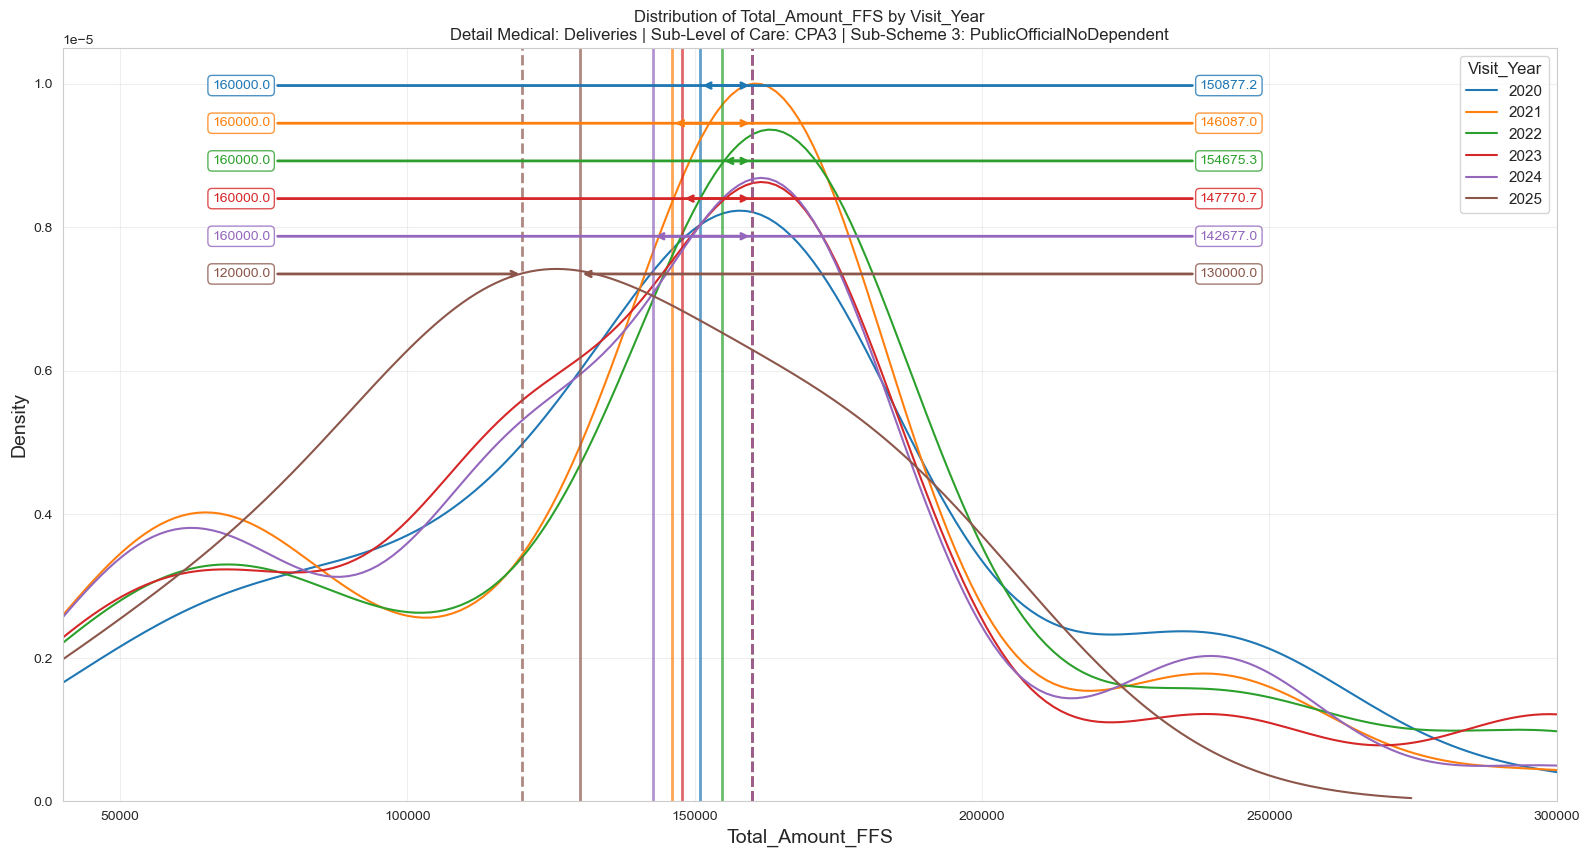 Distribution of Total_Amount_FFS by Visit_Year
Detail Medical: Deliveries | Sub-Level of Care: CPA3 | Sub-Scheme 3: PublicOfficialNoDependent
1e−5
1.0
0.8
0.6
0.4
0.2
0.0
Density
160000.0 150877.2
160000.0 146087.0
160000.0 154675.3
160000.0 147770.7
160000.0 142677.0
120000.0 130000.0
Visit_Year
2020
2021
2022
2023
2024
2025
50000 100000 150000 200000 250000 300000
Total_Amount_FFS